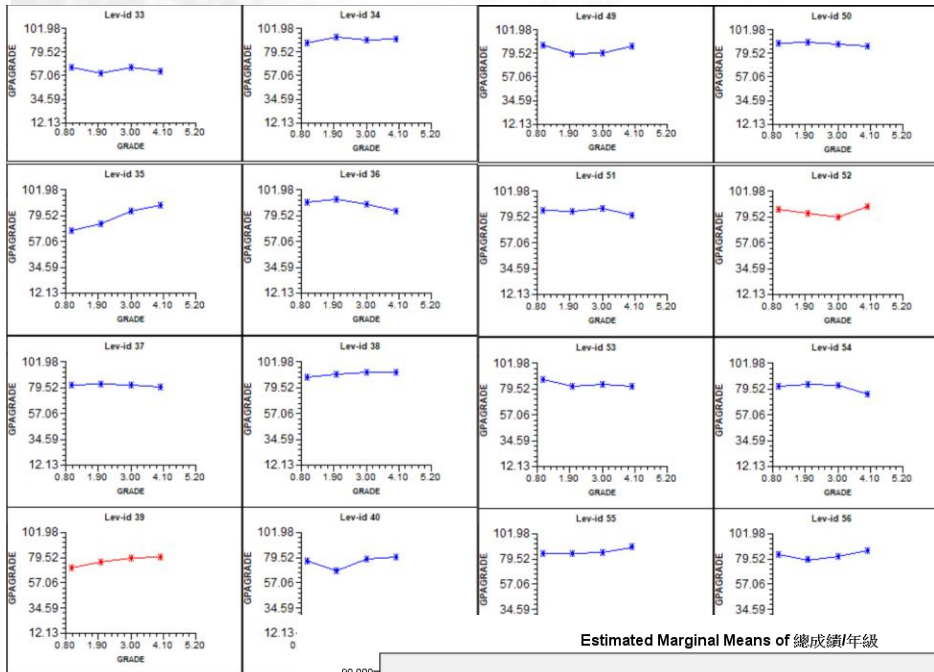 Lev-id 33
101.98
79.52
57.06
34.59
12.13
0.80 1.90 3.00 4.10 5.20
GPAGRADE
GRADE
Lev-id 34
101.98
79.52
57.06
34.59
12.13
0.80 1.90 3.00 4.10 5.20
GPAGRADE
GRADE
Lev-id 49
101.98
79.52
57.06
34.59
12.13
0.80 1.90 3.00 4.10 5.20
GPAGRADE
GRADE
Lev-id 50
101.98
79.52
57.06
34.59
12.13
0.80 1.90 3.00 4.10 5.20
GPAGRADE
GRADE
Lev-id 35
101.98
79.52
57.06
34.59
12.13
0.80 1.90 3.00 4.10 5.20
GPAGRADE
GRADE
Lev-id 36
101.98
79.52
57.06
34.59
12.13
0.80 1.90 3.00 4.10 5.20
GPAGRADE
GRADE
Lev-id 51
101.98
79.52
57.06
34.59
12.13
0.80 1.90 3.00 4.10 5.20
GPAGRADE
GRADE
Lev-id 52
101.98
79.52
57.06
34.59
12.13
0.80 1.90 3.00 4.10 5.20
GPAGRADE
GRADE
Lev-id 37
101.98
79.52
57.06
34.59
12.13
0.80 1.90 3.00 4.10 5.20
GPAGRADE
GRADE
Lev-id 38
101.98
79.52
57.06
34.59
12.13
0.80 1.90 3.00 4.10 5.20
GPAGRADE
GRADE
Lev-id 53
101.98
79.52
57.06
34.59
12.13
0.80 1.90 3.00 4.10 5.20
GPAGRADE
GRADE
Lev-id 54
101.98
79.52
57.06
34.59
12.13
0.80 1.90 3.00 4.10 5.20
GPAGRADE
GRADE
Lev-id 39
101.98
79.52
57.06
34.59
12.13
0.80 1.90 3.00 4.10 5.20
GPAGRADE
GRADE
Lev-id 40
101.98
79.52
57.06
34.59
12.13
0.
GPAGRADE
Lev-id 55
101.98
79.52
57.06
34.59
GPAGRADE
Lev-id 56
101.98
79.52
57.06
34.59
GPAGRADE
Estimated Marginal Means of 總成績/年級